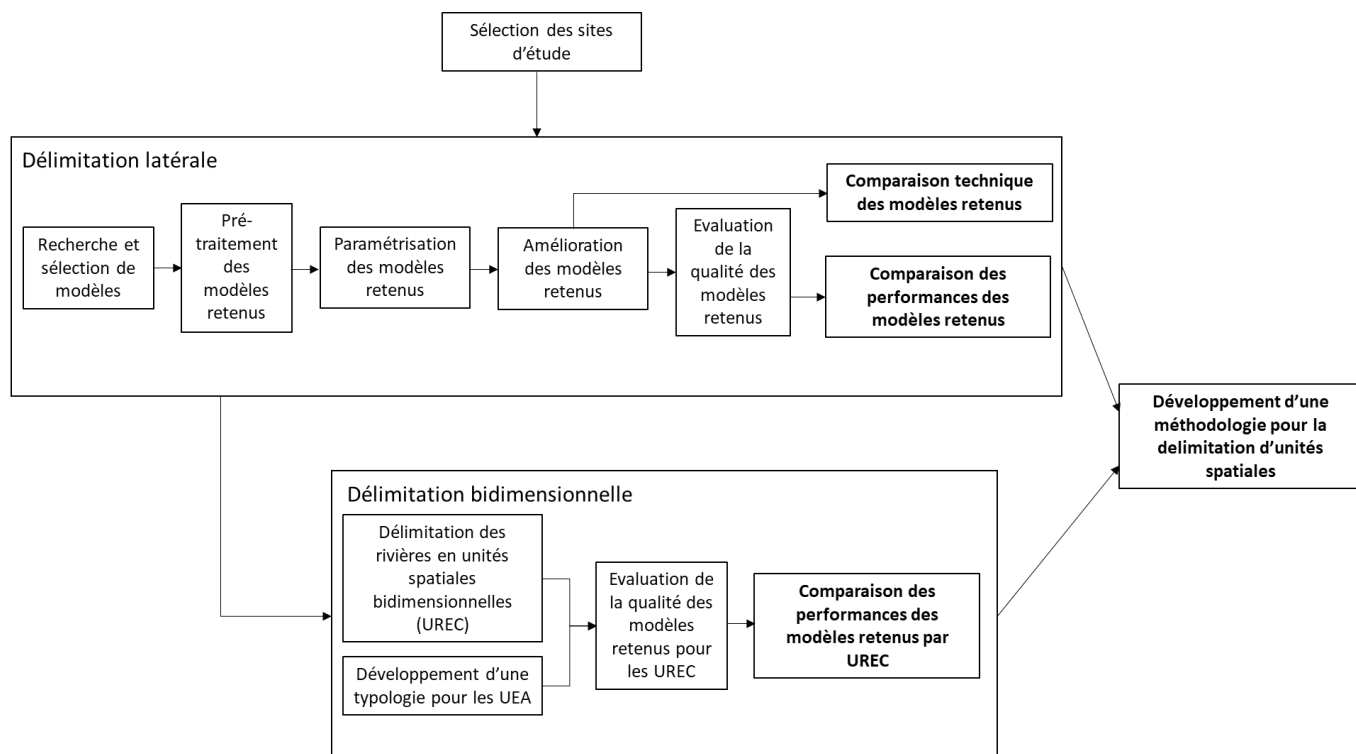 Sélection des sites
d’étude
Délimitation latérale
Recherche et
sélection de
modèles
Pré-
traitement
des
modèles
retenus
Paramétrisation
des modèles
retenus
Amélioration
des modèles
retenus
Evaluation
de la
qualité des
modèles
retenus
Comparaison technique
des modèles retenus
Comparaison des
performances des
modèles retenus
Développement d’une
méthodologie pour la
delimitation d’unités
spatiales
Délimitation bidimensionnelle
Délimitation des
rivières en unités
spatiales
bidimensionnelles
(UREC)
Développement d’une
typologie pour les UEA
Evaluation de
la qualité des
modèles
retenus pour
les UREC
Comparaison des
performances des
modèles retenus par
UREC